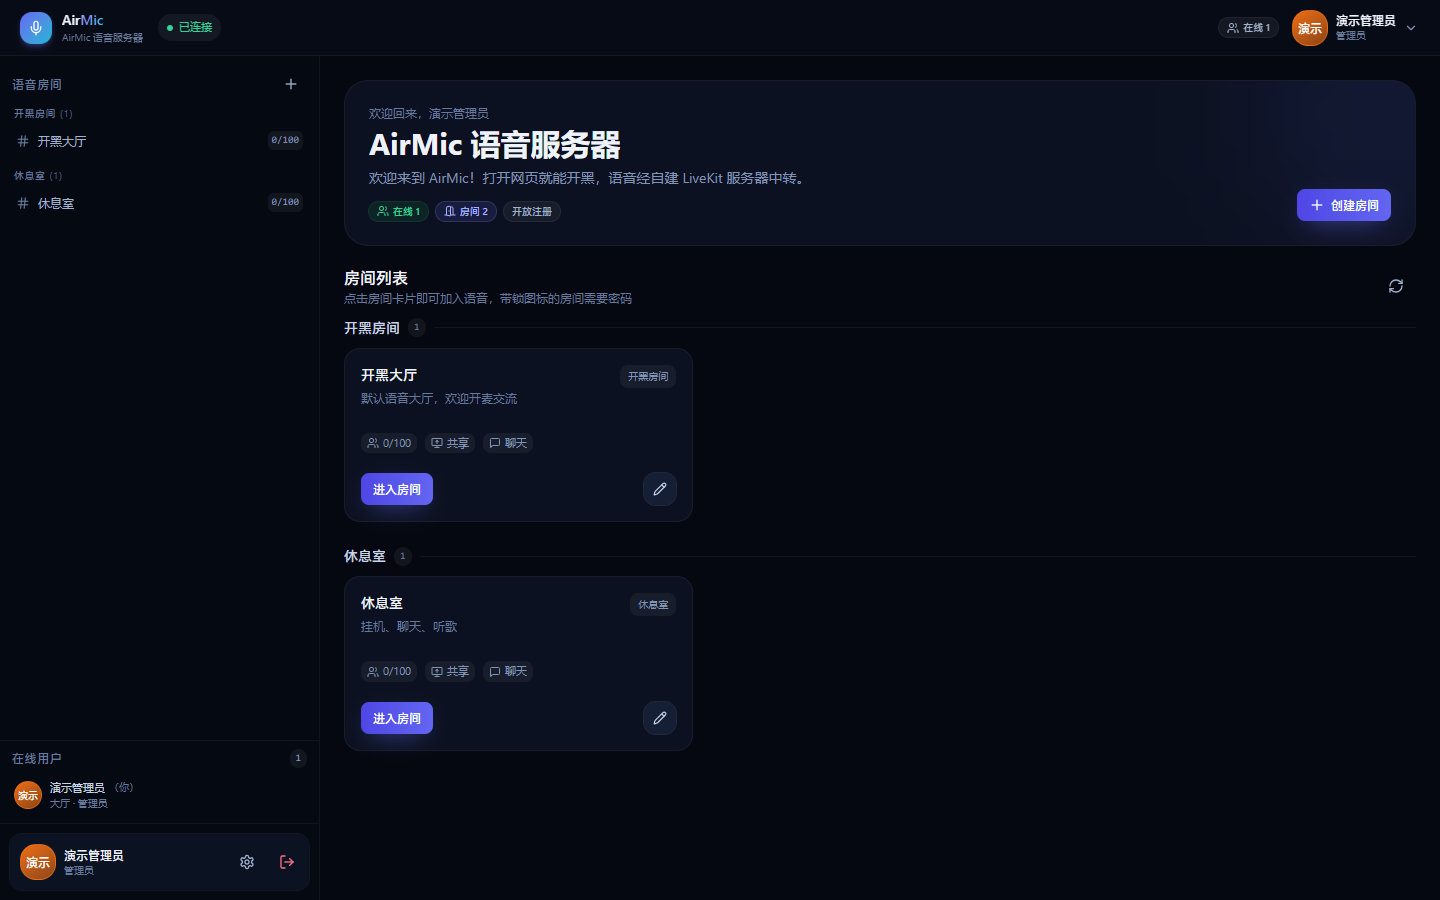 AirMic
AirMic 语音服务器
已连接
在线 1
演示
演示管理员
管理员
语音房间
开黑房间 (1)
开黑大厅
0/100
休息室 (1)
休息室
0/100
在线用户
1
演示
演示管理员 (你)
大厅 · 管理员
演示
演示管理员
管理员
欢迎回来，演示管理员
AirMic 语音服务器
欢迎来到 AirMic！打开网页就能开黑，语音经自建 LiveKit 服务器中转。
在线 1
房间 2
开放注册
创建房间
房间列表
点击房间卡片即可加入语音，带锁图标的房间需要密码
开黑房间 1
开黑大厅
开黑房间
默认语音大厅，欢迎开麦交流
0/100
共享
聊天
进入房间
休息室 1
休息室
休息室
挂机、聊天、听歌
0/100
共享
聊天
进入房间